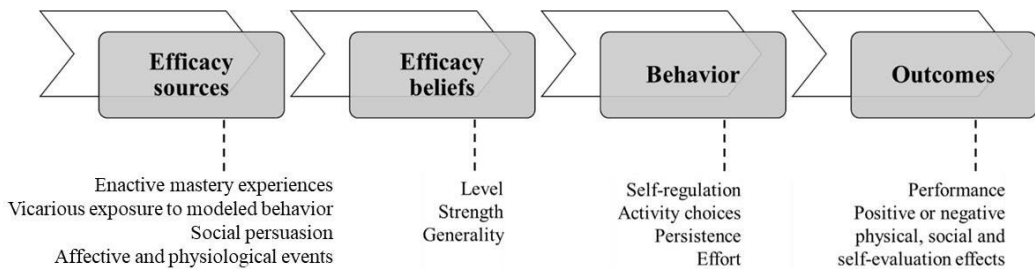 Efficacy
sources
Efficacy
beliefs
Behavior
Outcomes
Enactive mastery experiences
Vicarious exposure to modeled behavior
Social persuasion
Affective and physiological events
Level
Strength
Generality
Self-regulation
Activity choices
Persistence
Effort
Performance
Positive or negative
physical, social and
self-evaluation effects